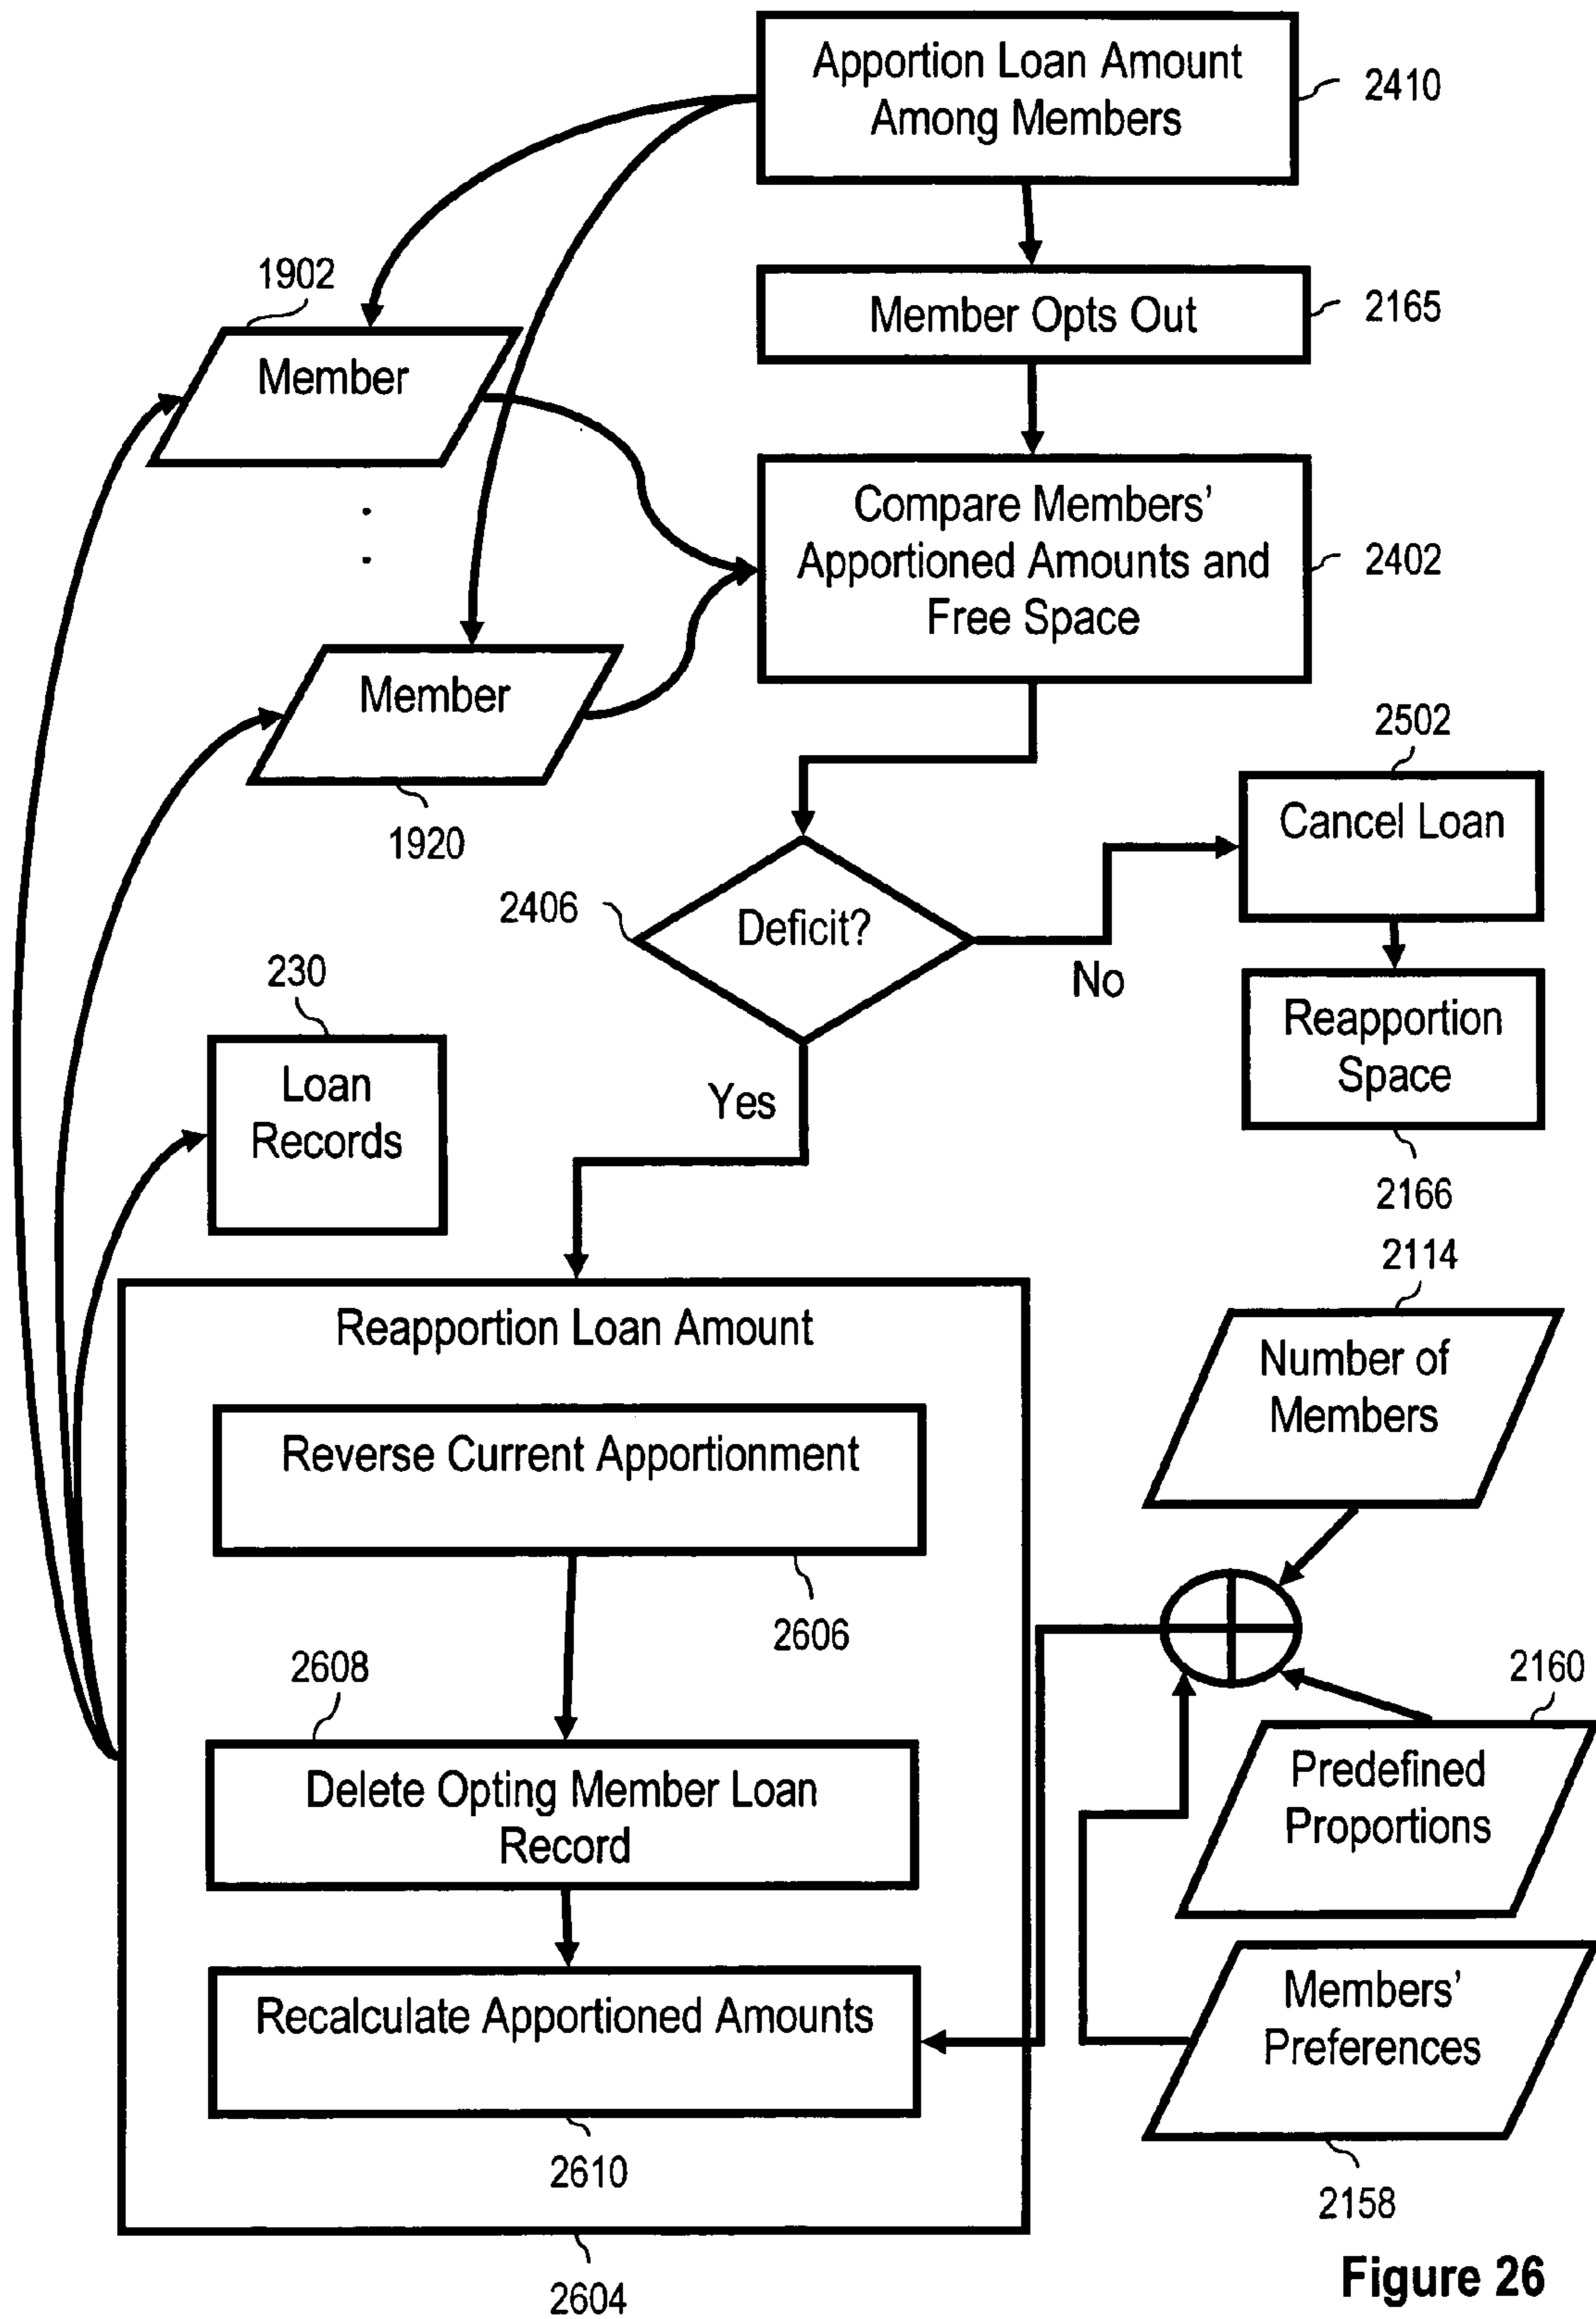 Apportion Loan Amount
Among Members
2410
1902
Member Opts Out
2165
Member
Compare Members'
Apportioned Amounts and
Free Space
2402
Member
1920
2502
Cancel Loan
2406
Deficit?
No
230
Reapportion
Space
2166
Loan
Records
Yes
2114
Number of
Members
Reapportion Loan Amount
Reverse Current Apportionment
2606
2608
2160
Delete Opting Member Loan
Record
Predefined
Proportions
Recalculate Apportioned Amounts
Members'
Preferences
2610
2158
2604
Figure 26